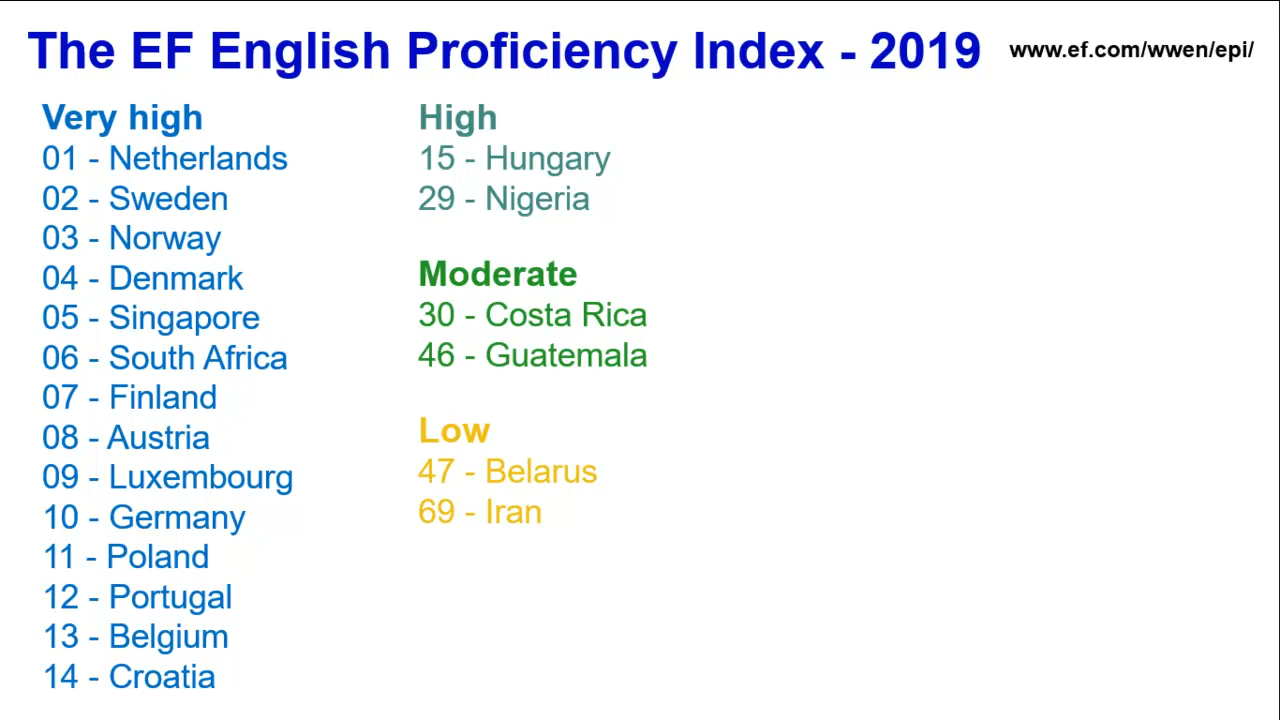 The EF English Proficiency Index - 2019
www.ef.com/wwen/epi/
Very high
01 - Netherlands
02 - Sweden
03 - Norway
04 - Denmark
05 - Singapore
06 - South Africa
07 - Finland
08 - Austria
09 - Luxembourg
10 - Germany
11 - Poland
12 - Portugal
13 - Belgium
14 - Croatia
High
15 - Hungary
29 - Nigeria
Moderate
30 - Costa Rica
46 - Guatemala
Low
47 - Belarus
69 - Iran